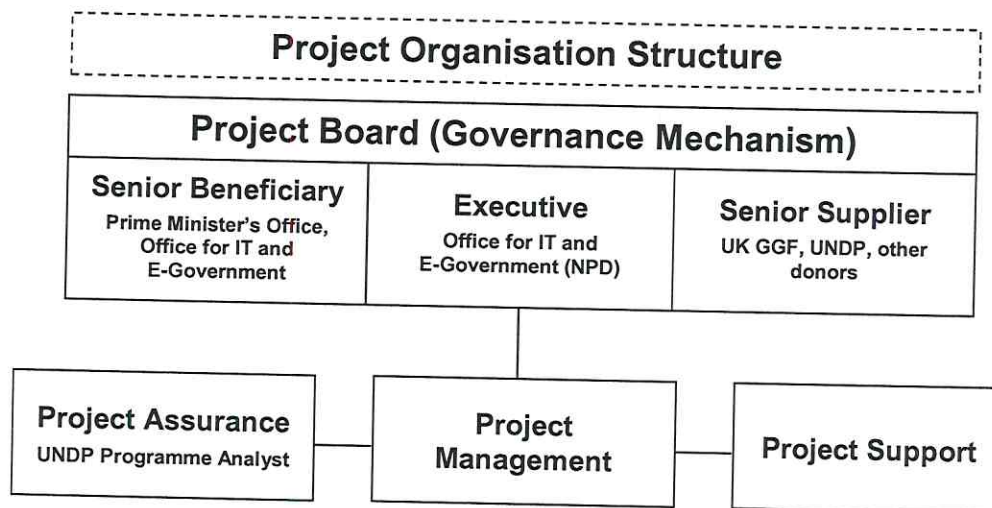 Project Organisation Structure
Project Board (Governance Mechanism)
Senior Beneficiary
Prime Minister's Office,
Office for IT and
E-Government
Executive
Office for IT and
E-Government (NPD)
Senior Supplier
UK GGF, UNDP, other
donors
Project Assurance
UNDP Programme Analyst
Project
Management
Project Support